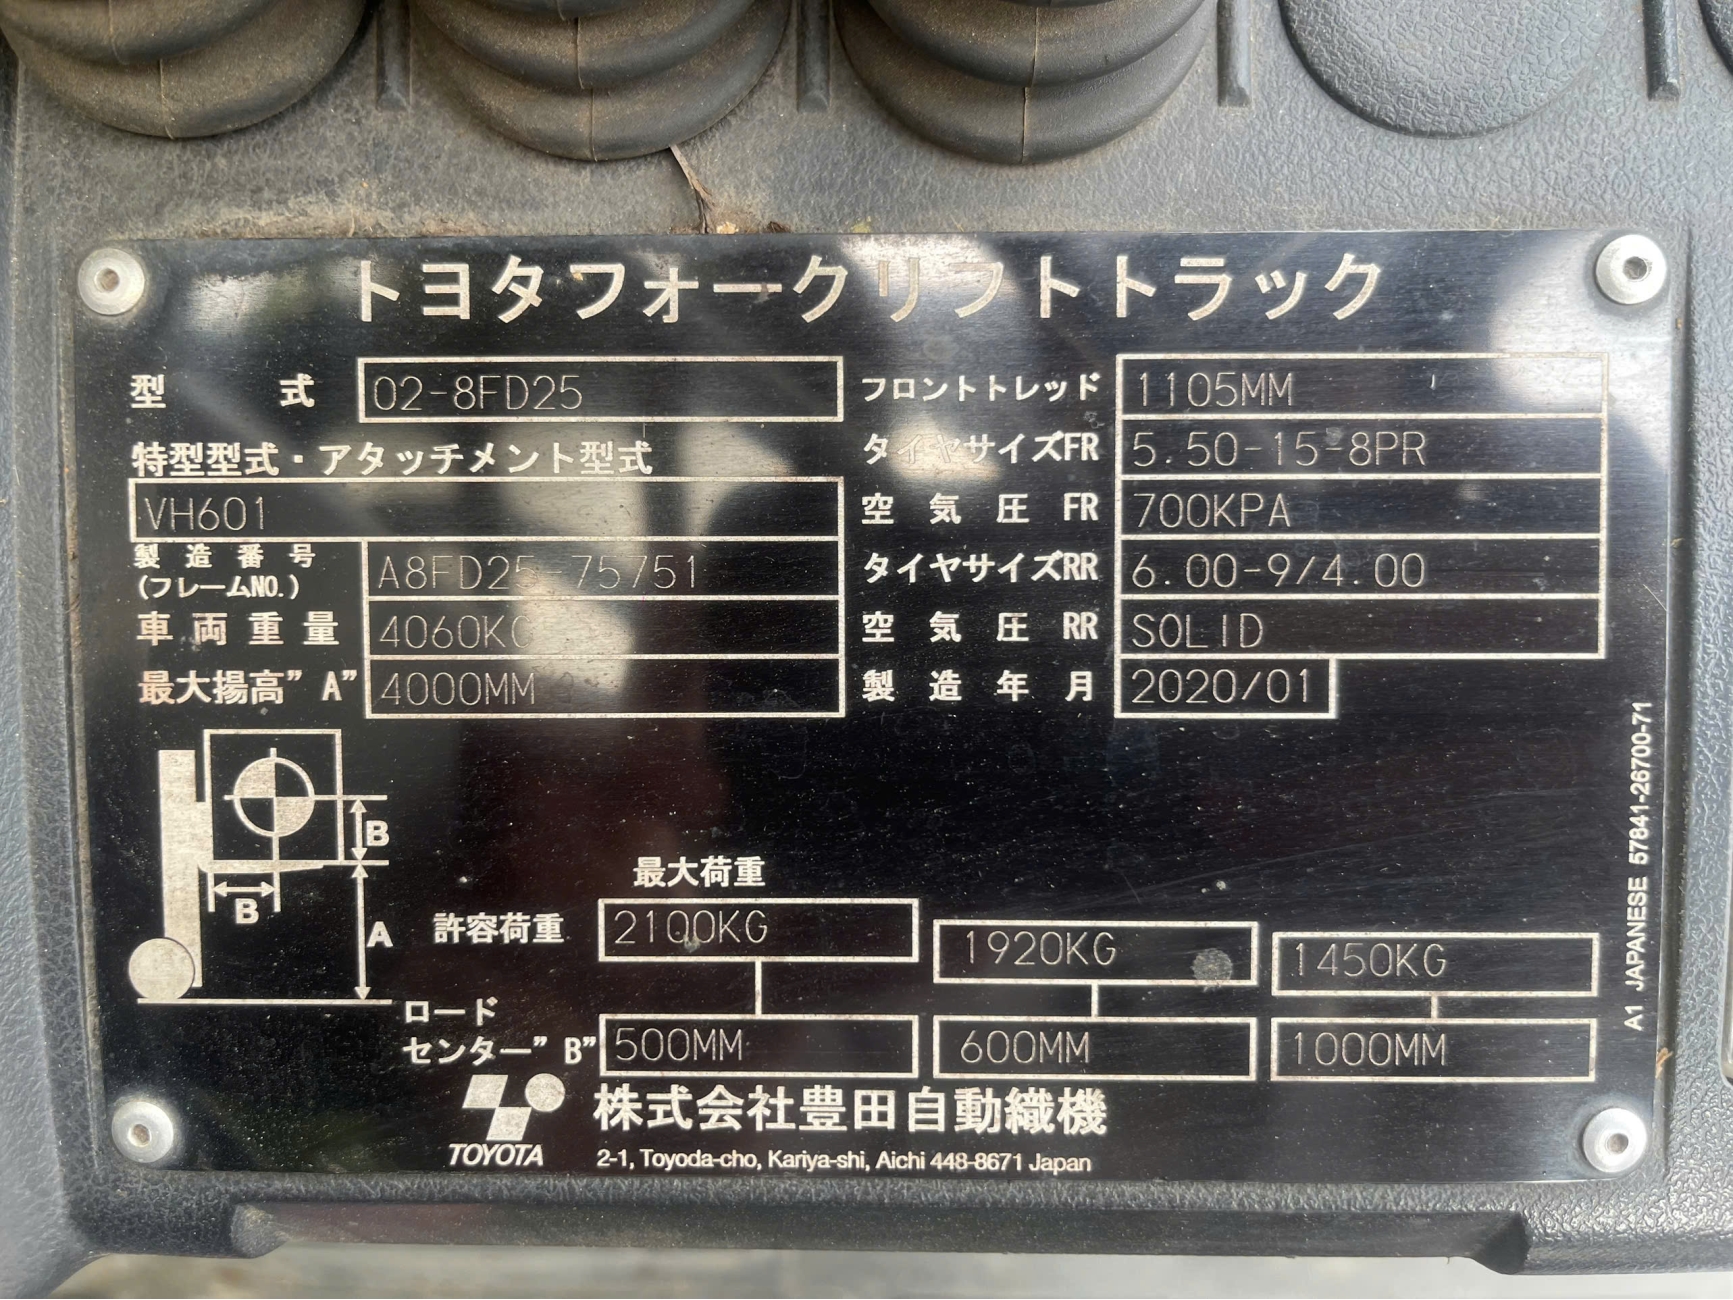 トヨタフォークリフトトラック
型式 02-8FD25
特型型式・アタッチメント型式
VH601
製造番号
(フレームNO.) A8FD25-75751
車両重量 4060KG
最大揚高"A" 4000MM
フロントトレッド 1105MM
タイヤサイズFR 5.50-15-8PR
空気圧 FR 700KPA
タイヤサイズRR 6.00-9/4.00
空気圧 RR SOLID
製造年月 2020/01
B
B
A
最大荷重
許容荷重 2100KG 1920KG 1450KG
ロード
センター"B" 500MM 600MM 1000MM
TOYOTA
株式会社豊田自動織機
2-1, Toyoda-cho, Kariya-shi, Aichi 448-8671 Japan
A1 JAPANESE 57841-26700-71